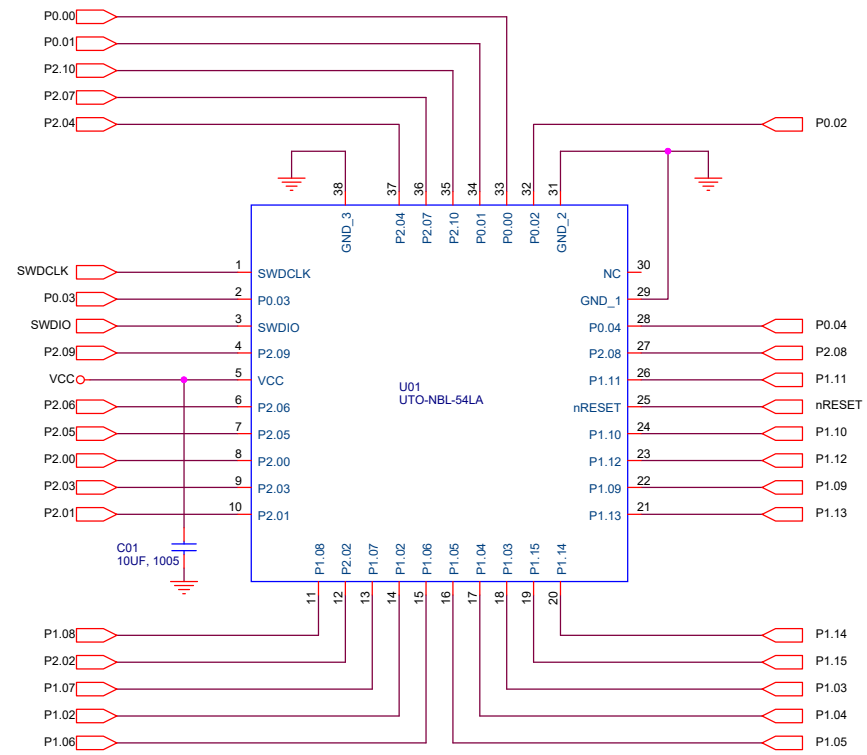 P0.00
P0.01
P2.10
P2.07
P2.04
P0.02
38
37
36
35
34
33
32
31
GND_3
P2.04
P2.07
P2.10
P0.01
P0.00
P0.02
GND_2
SWDCLK 1 SWDCLK
NC 30
P0.03 2 P0.03
GND_1 29
SWDIO 3 SWDIO
P0.04 28 P0.04
P2.09 4 P2.09
P2.08 27 P2.08
VCC 5 VCC
P1.11 26 P1.11
U01
UTO-NBL-54LA
P2.06 6 P2.06
nRESET 25 nRESET
P2.05 7 P2.05
P1.10 24 P1.10
P2.00 8 P2.00
P1.12 23 P1.12
P2.03 9 P2.03
P1.09 22 P1.09
P2.01 10 P2.01
P1.13 21 P1.13
C01
10UF, 1005
P1.08
P2.02
P1.07
P1.02
P1.06
P1.05
P1.04
P1.03
P1.15
P1.14
11
12
13
14
15
16
17
18
19
20
P1.08
P1.14
P2.02
P1.15
P1.07
P1.03
P1.02
P1.04
P1.06
P1.05